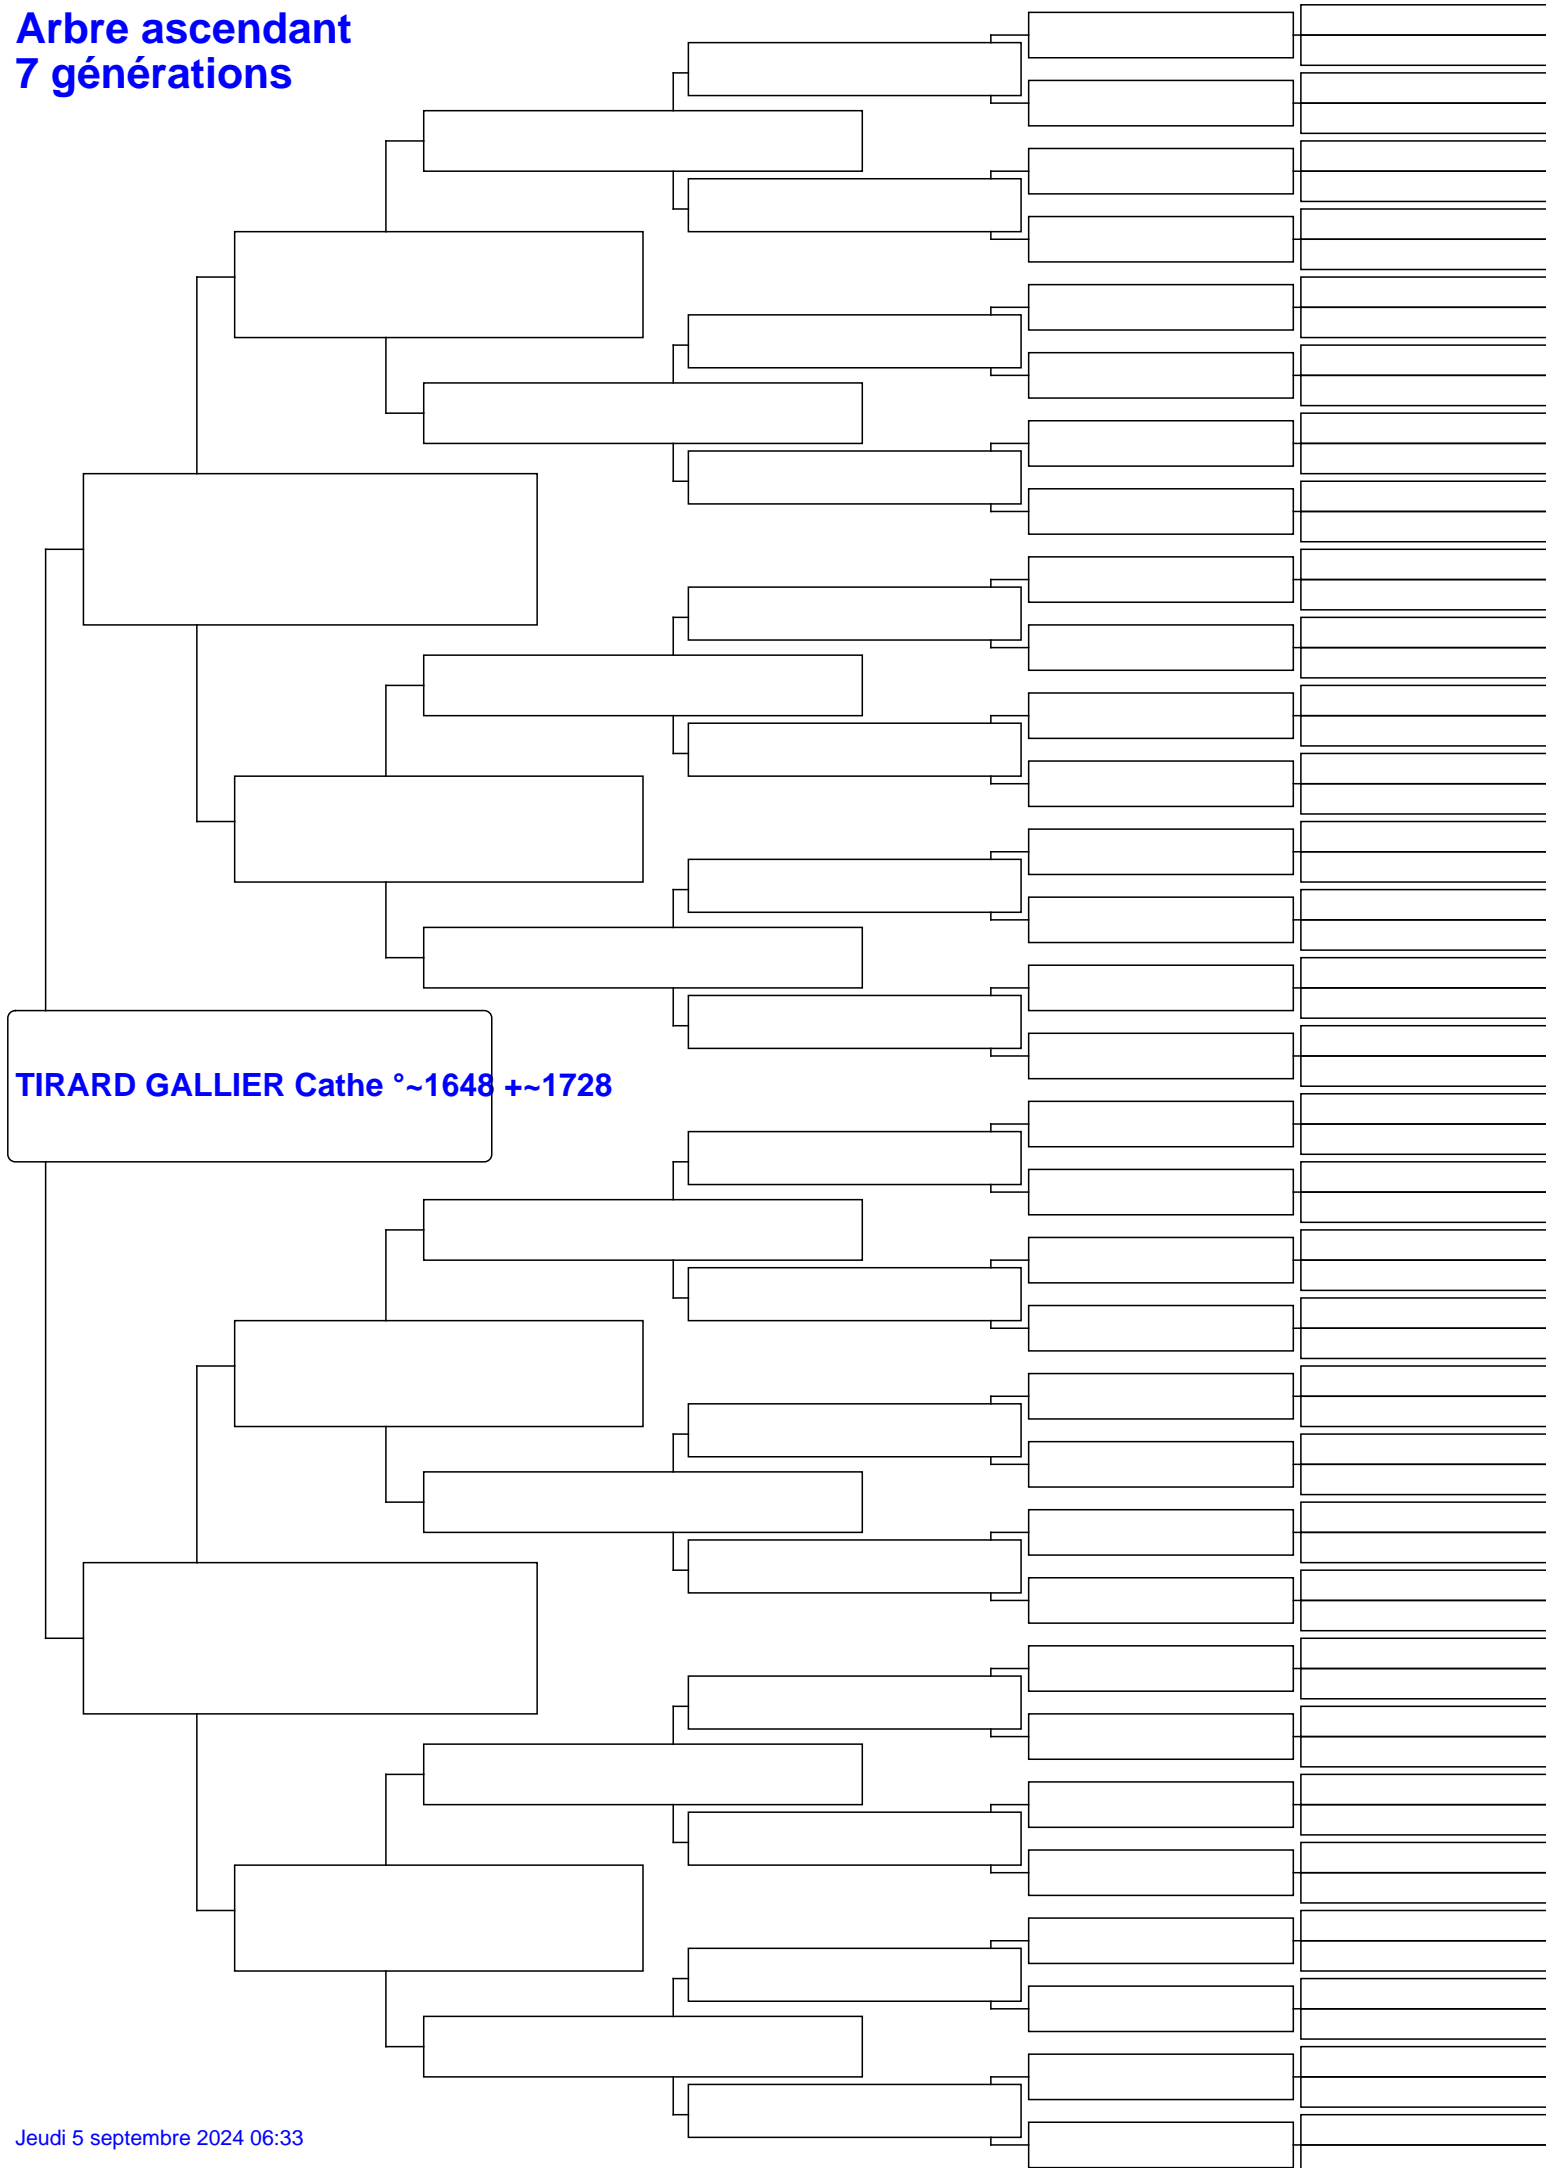 Arbre ascendant
7 générations
TIRARD GALLIER Cathe °~1648 +~1728
Jeudi 5 septembre 2024 06:33